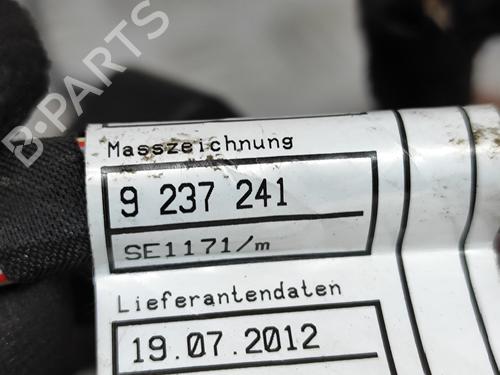 B-PARTS
Masszeichnung
9 237 241
SE1171/m
Lieferantendaten
19.07.2012